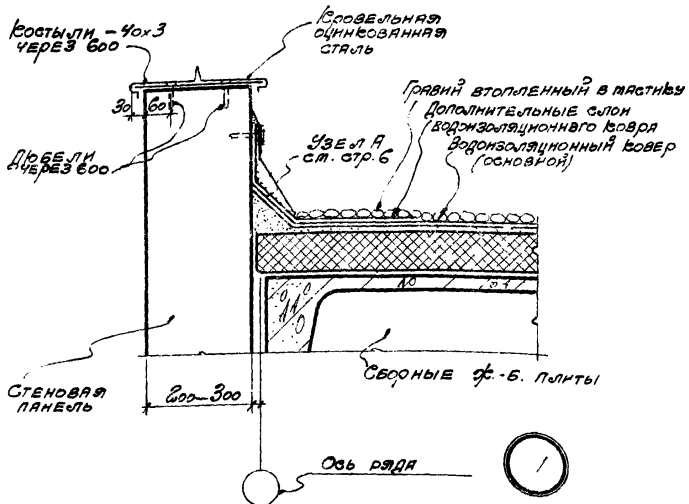 Костыли -40х3
через 600
Кровельная
оцинкованная
сталь
30
60
Гравий втопленный в мастику
Дополнительные слои
водоизоляционнаго ковра
Водоизоляционный ковер
(основной)
Узел А
см. стр. 6
Дюбели
через 600
Стеновая
панель
200-300
Сборные ж.-б. плиты
Ось ряда
1